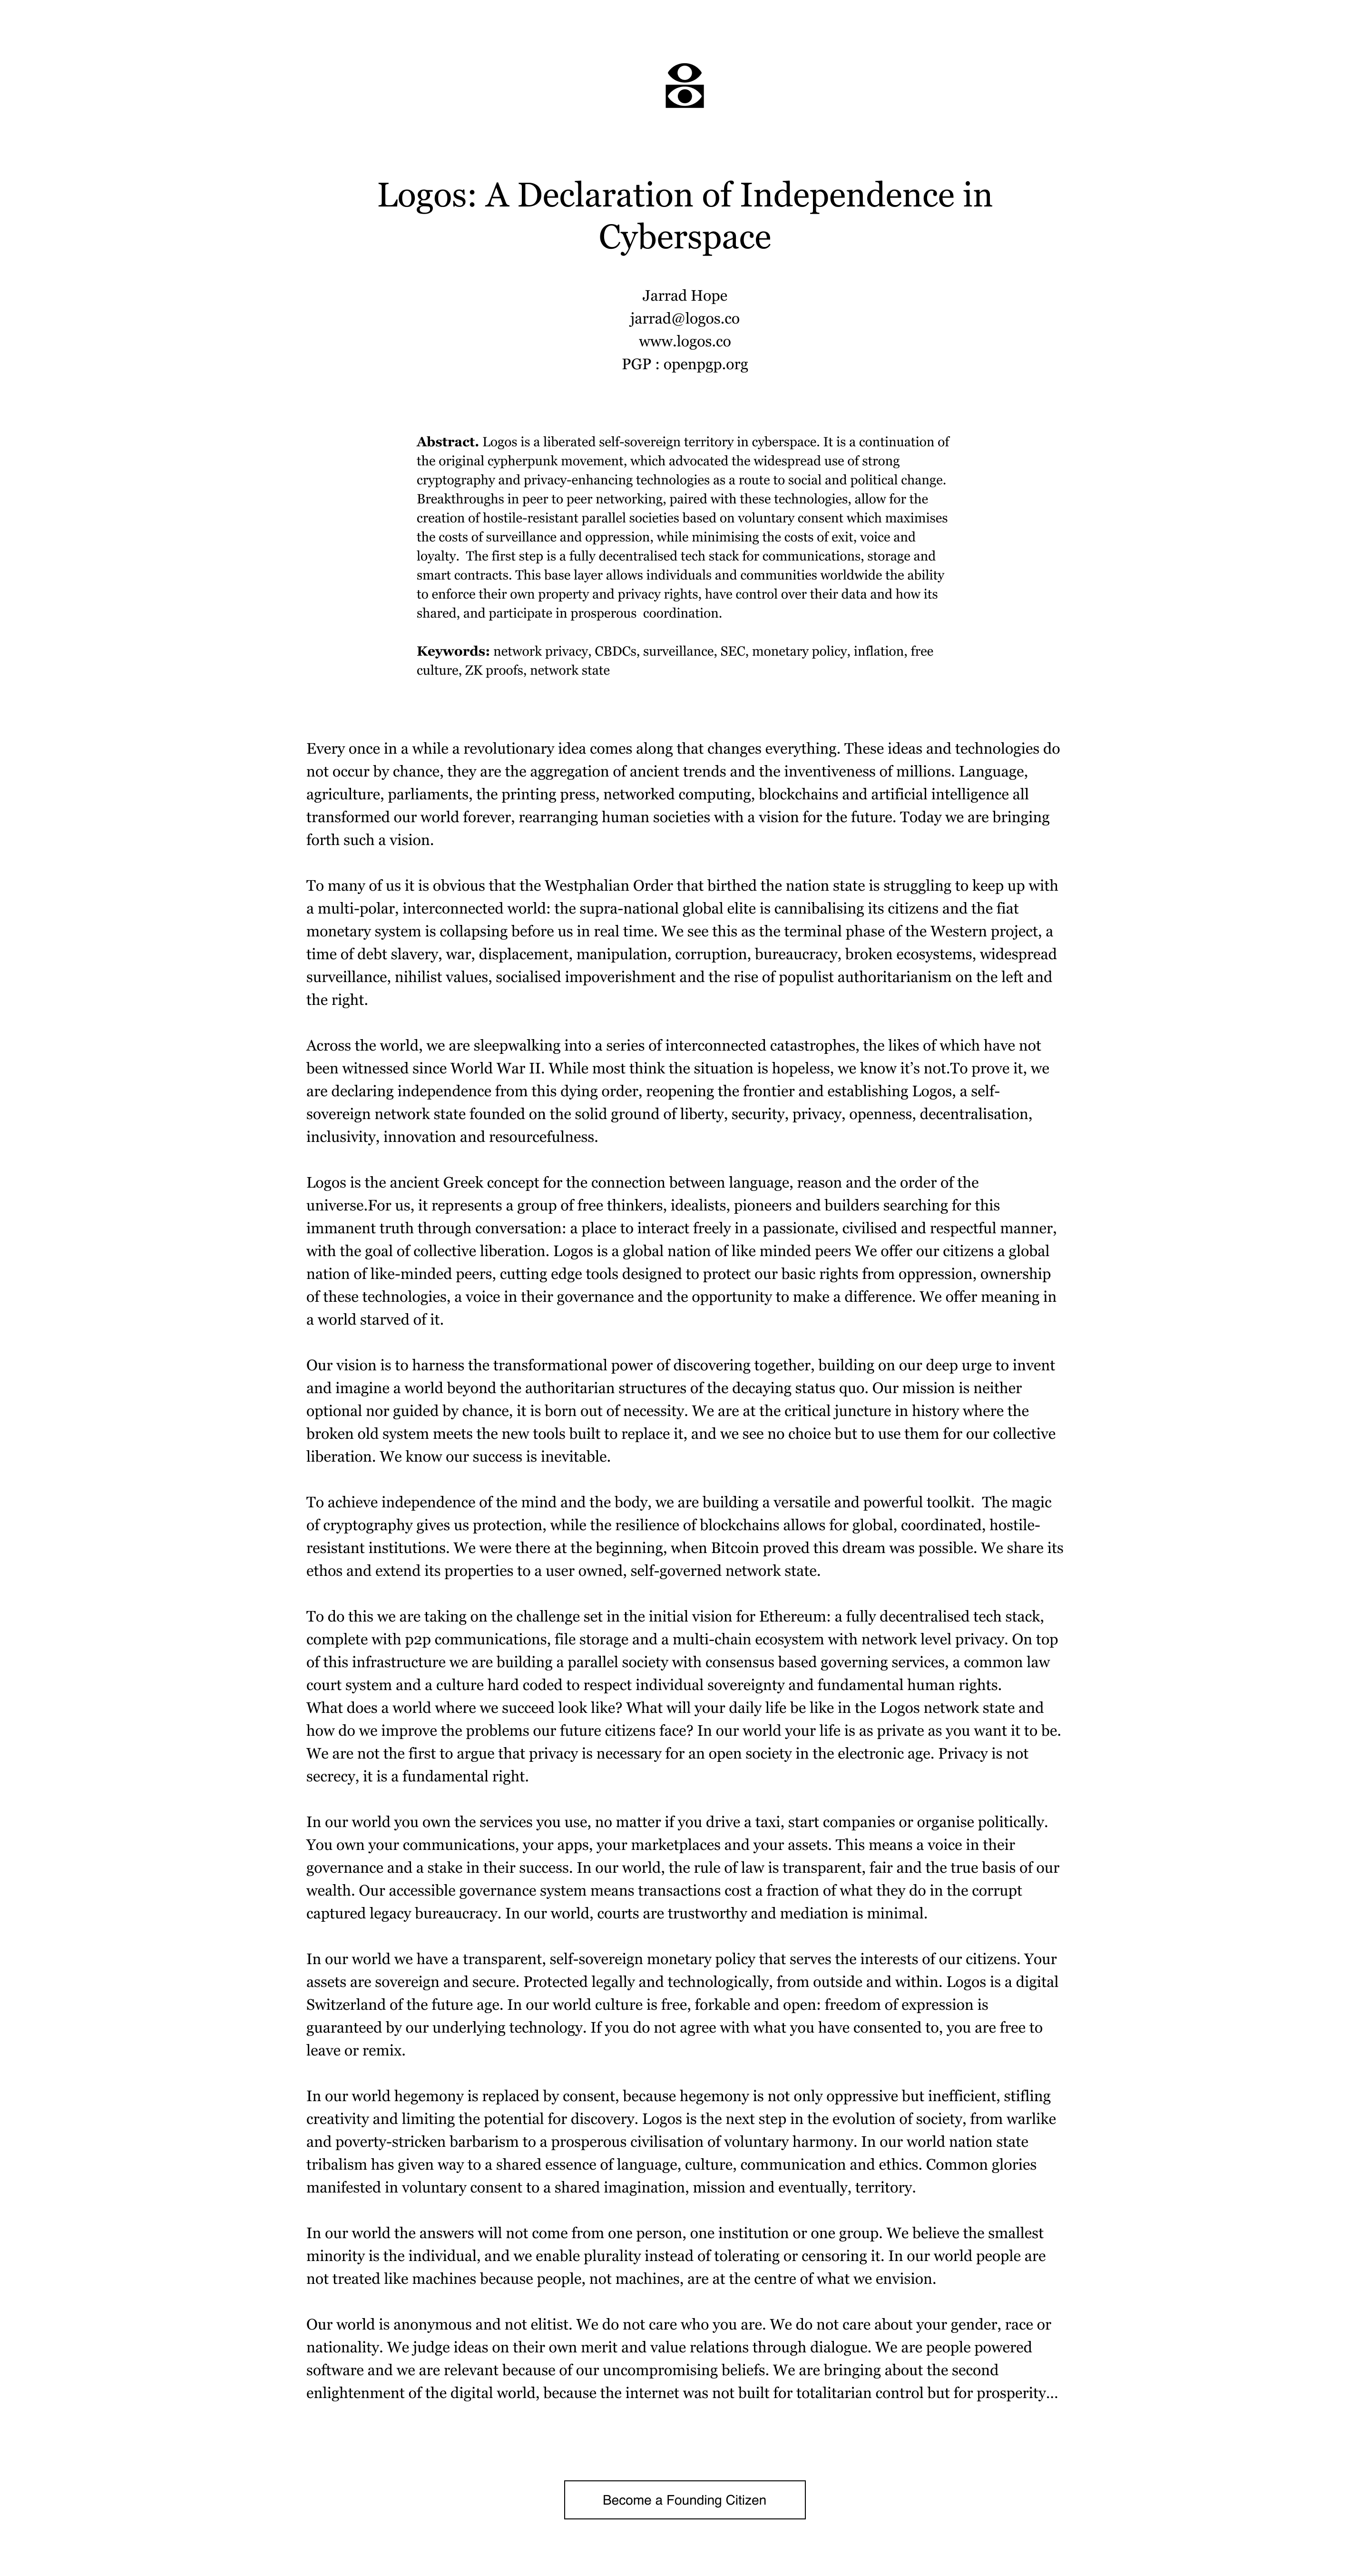 Logos: A Declaration of Independence in
Cyberspace
Jarrad Hope
jarrad@logos.co
www.logos.co
PGP : openpgp.org
Abstract. Logos is a liberated self-sovereign territory in cyberspace. It is a continuation of
the original cypherpunk movement, which advocated the widespread use of strong
cryptography and privacy-enhancing technologies as a route to social and political change.
Breakthroughs in peer to peer networking, paired with these technologies, allow for the
creation of hostile-resistant parallel societies based on voluntary consent which maximises
the costs of surveillance and oppression, while minimising the costs of exit, voice and
loyalty.  The first step is a fully decentralised tech stack for communications, storage and
smart contracts. This base layer allows individuals and communities worldwide the ability
to enforce their own property and privacy rights, have control over their data and how its
shared, and participate in prosperous  coordination.
Keywords: network privacy, CBDCs, surveillance, SEC, monetary policy, inflation, free
culture, ZK proofs, network state
Every once in a while a revolutionary idea comes along that changes everything. These ideas and technologies do
not occur by chance, they are the aggregation of ancient trends and the inventiveness of millions. Language,
agriculture, parliaments, the printing press, networked computing, blockchains and artificial intelligence all
transformed our world forever, rearranging human societies with a vision for the future. Today we are bringing
forth such a vision.
To many of us it is obvious that the Westphalian Order that birthed the nation state is struggling to keep up with
a multi-polar, interconnected world: the supra-national global elite is cannibalising its citizens and the fiat
monetary system is collapsing before us in real time. We see this as the terminal phase of the Western project, a
time of debt slavery, war, displacement, manipulation, corruption, bureaucracy, broken ecosystems, widespread
surveillance, nihilist values, socialised impoverishment and the rise of populist authoritarianism on the left and
the right.
Across the world, we are sleepwalking into a series of interconnected catastrophes, the likes of which have not
been witnessed since World War II. While most think the situation is hopeless, we know it’s not.To prove it, we
are declaring independence from this dying order, reopening the frontier and establishing Logos, a self-
sovereign network state founded on the solid ground of liberty, security, privacy, openness, decentralisation,
inclusivity, innovation and resourcefulness.
Logos is the ancient Greek concept for the connection between language, reason and the order of the
universe.For us, it represents a group of free thinkers, idealists, pioneers and builders searching for this
immanent truth through conversation: a place to interact freely in a passionate, civilised and respectful manner,
with the goal of collective liberation. Logos is a global nation of like minded peers We offer our citizens a global
nation of like-minded peers, cutting edge tools designed to protect our basic rights from oppression, ownership
of these technologies, a voice in their governance and the opportunity to make a difference. We offer meaning in
a world starved of it.
Our vision is to harness the transformational power of discovering together, building on our deep urge to invent
and imagine a world beyond the authoritarian structures of the decaying status quo. Our mission is neither
optional nor guided by chance, it is born out of necessity. We are at the critical juncture in history where the
broken old system meets the new tools built to replace it, and we see no choice but to use them for our collective
liberation. We know our success is inevitable.
To achieve independence of the mind and the body, we are building a versatile and powerful toolkit.  The magic
of cryptography gives us protection, while the resilience of blockchains allows for global, coordinated, hostile-
resistant institutions. We were there at the beginning, when Bitcoin proved this dream was possible. We share its
ethos and extend its properties to a user owned, self-governed network state.
To do this we are taking on the challenge set in the initial vision for Ethereum: a fully decentralised tech stack,
complete with p2p communications, file storage and a multi-chain ecosystem with network level privacy. On top
of this infrastructure we are building a parallel society with consensus based governing services, a common law
court system and a culture hard coded to respect individual sovereignty and fundamental human rights.
What does a world where we succeed look like? What will your daily life be like in the Logos network state and
how do we improve the problems our future citizens face? In our world your life is as private as you want it to be.
We are not the first to argue that privacy is necessary for an open society in the electronic age. Privacy is not
secrecy, it is a fundamental right.
In our world you own the services you use, no matter if you drive a taxi, start companies or organise politically.
You own your communications, your apps, your marketplaces and your assets. This means a voice in their
governance and a stake in their success. In our world, the rule of law is transparent, fair and the true basis of our
wealth. Our accessible governance system means transactions cost a fraction of what they do in the corrupt
captured legacy bureaucracy. In our world, courts are trustworthy and mediation is minimal.
In our world we have a transparent, self-sovereign monetary policy that serves the interests of our citizens. Your
assets are sovereign and secure. Protected legally and technologically, from outside and within. Logos is a digital
Switzerland of the future age. In our world culture is free, forkable and open: freedom of expression is
guaranteed by our underlying technology. If you do not agree with what you have consented to, you are free to
leave or remix.
In our world hegemony is replaced by consent, because hegemony is not only oppressive but inefficient, stifling
creativity and limiting the potential for discovery. Logos is the next step in the evolution of society, from warlike
and poverty-stricken barbarism to a prosperous civilisation of voluntary harmony. In our world nation state
tribalism has given way to a shared essence of language, culture, communication and ethics. Common glories
manifested in voluntary consent to a shared imagination, mission and eventually, territory.
In our world the answers will not come from one person, one institution or one group. We believe the smallest
minority is the individual, and we enable plurality instead of tolerating or censoring it. In our world people are
not treated like machines because people, not machines, are at the centre of what we envision.
Our world is anonymous and not elitist. We do not care who you are. We do not care about your gender, race or
nationality. We judge ideas on their own merit and value relations through dialogue. We are people powered
software and we are relevant because of our uncompromising beliefs. We are bringing about the second
enlightenment of the digital world, because the internet was not built for totalitarian control but for prosperity...
Become a Founding Citizen